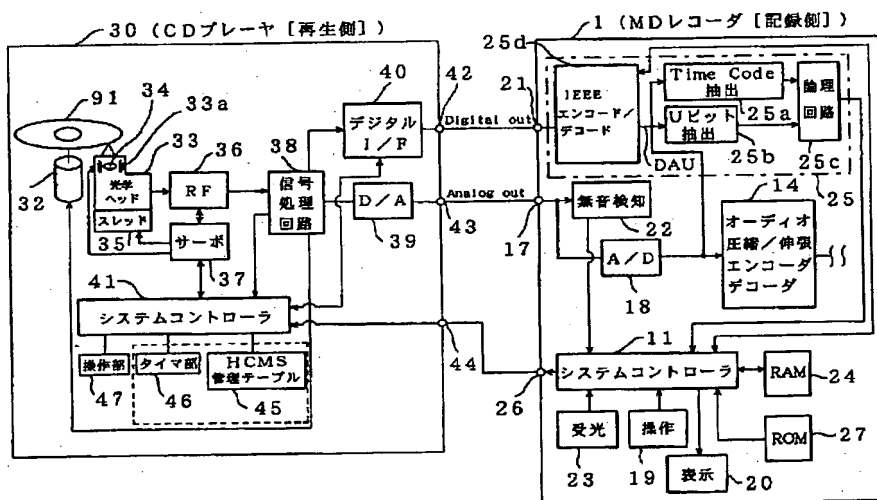 30 (CDプレーヤ [再生側])
1 (MDレコーダ [記録側])
91
34
33a
33
32
光学
ヘッド
スレッド
35
36
RF
サーボ
37
38
信号
処理
回路
40
デジタル
I/F
42
Digital out
D/A
39
Analog out
43
41
システムコントローラ
44
操作部
47
タイマ部
46
HCMS
管理テーブル
45
25d
21
IEEE
エンコード/
デコード
Time Code
抽出
25a
Uビット
抽出
25b
論理
回路
25c
DAU
25
17
無音検知
22
14
オーディオ
圧縮/伸張
エンコーダ
デコーダ
A/D
18
11
26
システムコントローラ
RAM
24
受光
23
操作
19
表示
20
ROM
27